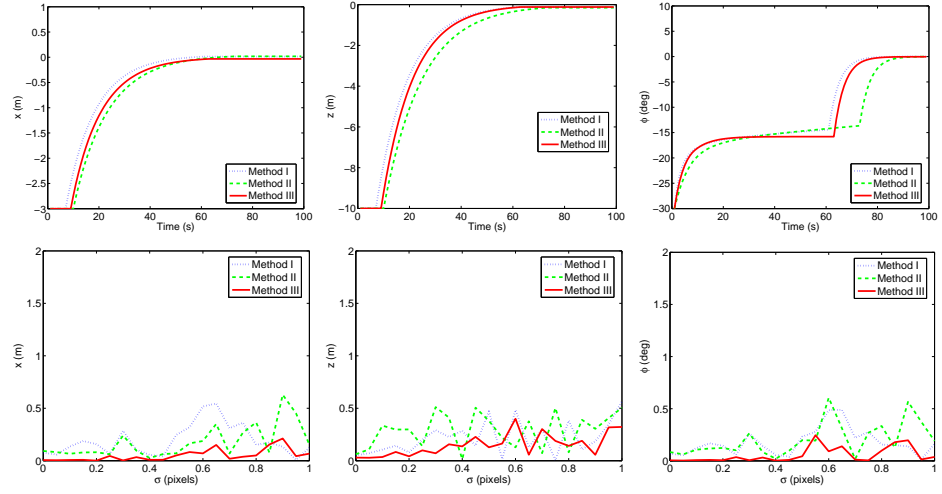 1
0.5
0
−0.5
−1
−1.5
−2
−2.5
−3
0
20
40
60
80
100
x (m)
Time (s)
Method I
Method II
Method III
0
−2
−4
−6
−8
−10
0
20
40
60
80
100
z (m)
Time (s)
Method I
Method II
Method III
10
5
0
−5
−10
−15
−20
−25
−30
0
20
40
60
80
100
ϕ (deg)
Time (s)
Method I
Method II
Method III
2
1.5
1
0.5
0
0.2
0.4
0.6
0.8
1
x (m)
σ (pixels)
Method I
Method II
Method III
2
1.5
1
0.5
0
0.2
0.4
0.6
0.8
1
z (m)
σ (pixels)
Method I
Method II
Method III
2
1.5
1
0.5
0
0.2
0.4
0.6
0.8
1
ϕ (deg)
σ (pixels)
Method I
Method II
Method III